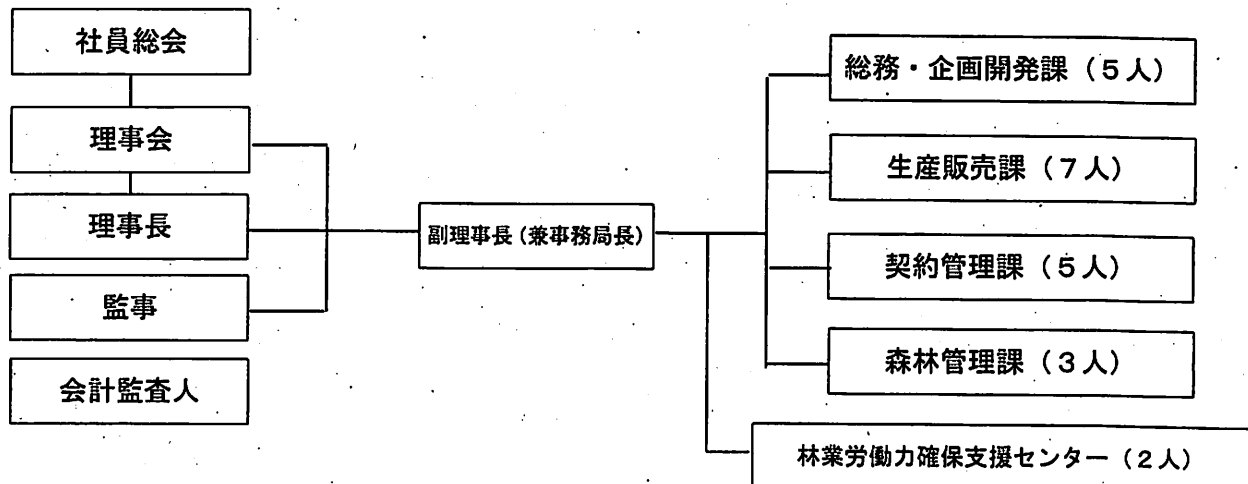 社員総会
理事会
理事長
監事
会計監査人
副理事長(兼事務局長)
総務・企画開発課(5人)
生産販売課(7人)
契約管理課(5人)
森林管理課(3人)
林業労働力確保支援センター(2人)